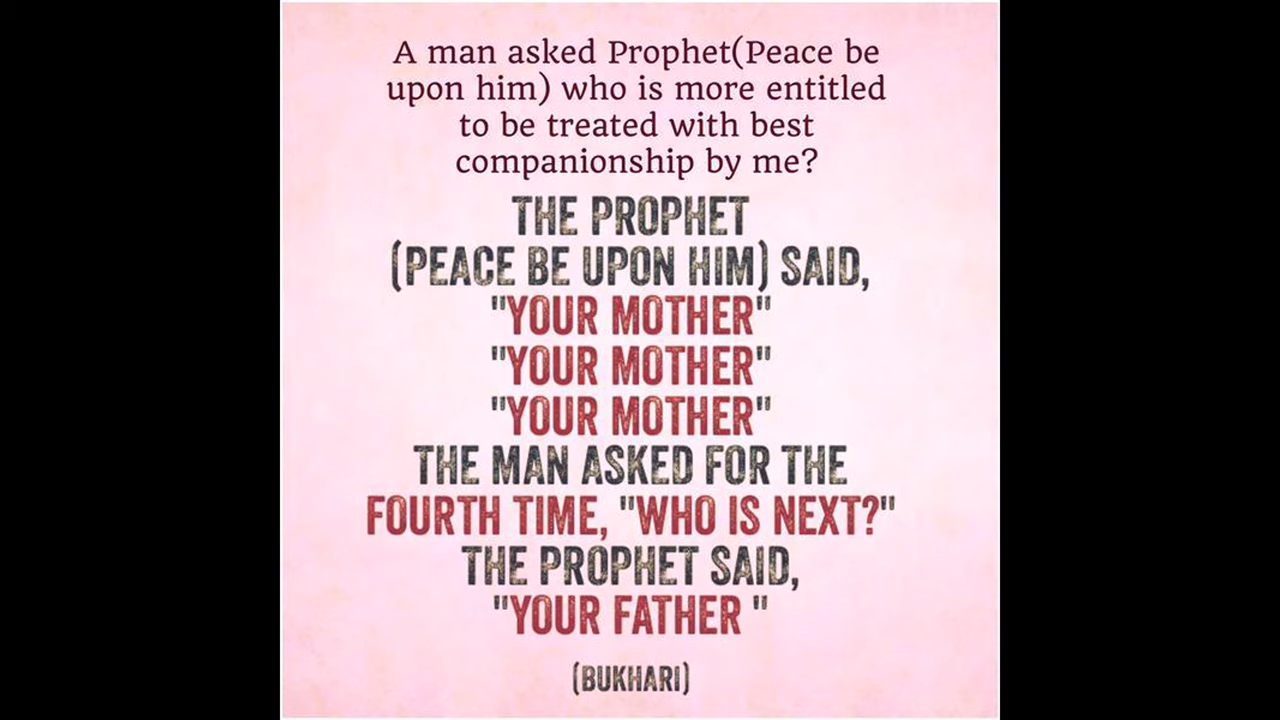 A man asked Prophet(Peace be
upon him) who is more entitled
to be treated with best
companionship by me?
THE PROPHET
(PEACE BE UPON HIM) SAID,
"YOUR MOTHER"
"YOUR MOTHER"
"YOUR MOTHER"
THE MAN ASKED FOR THE
FOURTH TIME, "WHO IS NEXT?"
THE PROPHET SAID,
"YOUR FATHER "
(BUKHARI)